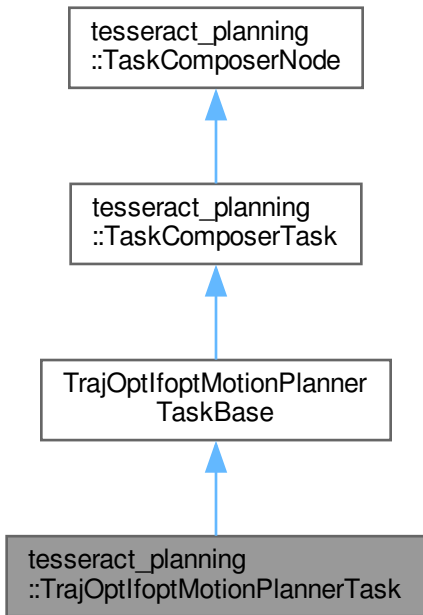 tesseract_planning
::TaskComposerNode
tesseract_planning
::TaskComposerTask
TrajOptIfoptMotionPlanner
TaskBase
tesseract_planning
::TrajOptIfoptMotionPlannerTask